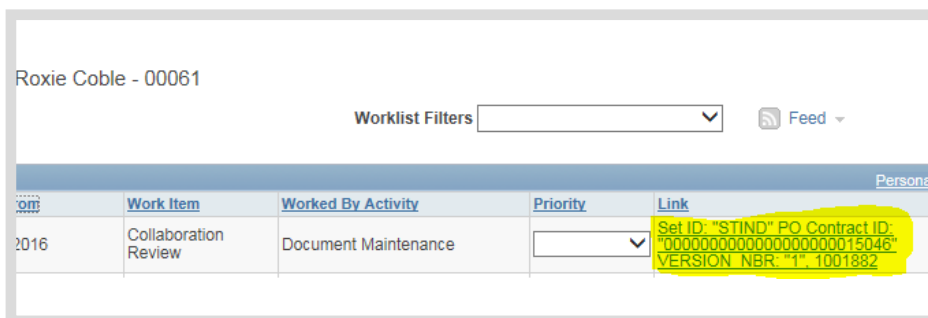 Roxie Coble - 00061
Worklist Filters
Feed
Persona
rom Work Item Worked By Activity Priority Link
2016 Collaboration Review Document Maintenance Set ID: "STIND" PO Contract ID:
"0000000000000000000015046"
VERSION_NBR: "1", 1001882